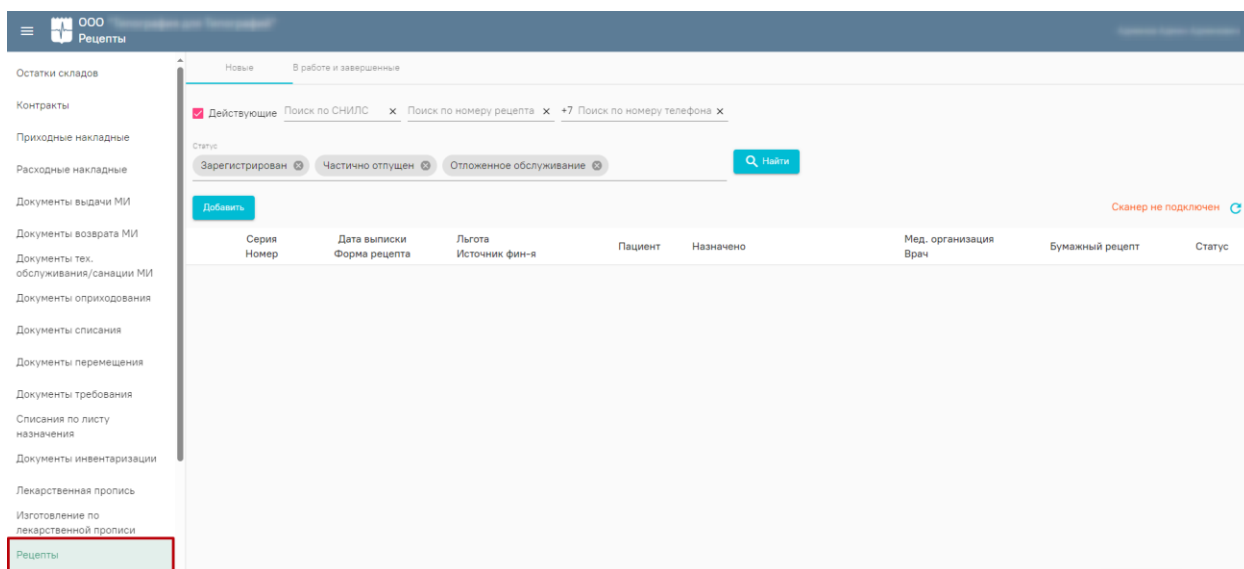 ООО
Рецепты
Остатки складов
Контракты
Приходные накладные
Расходные накладные
Документы выдачи МИ
Документы возврата МИ
Документы тех.
обслуживания/санации МИ
Документы оприходования
Документы списания
Документы перемещения
Документы требования
Списания по листу
назначения
Документы инвентаризации
Лекарственная пропись
Изготовление по
лекарственной прописи
Рецепты
Новые В работе и завершенные
Действующие Поиск по СНИЛС Поиск по номеру рецепта +7 Поиск по номеру телефона
Статус
Зарегистрирован Частично отпущен Отложенное обслуживание Найти
Добавить Сканер не подключен
Серия Дата выписки Льгота Пациент Назначено Мед. организация Бумажный рецепт Статус
Номер Форма рецепта Источник фин-я Врач